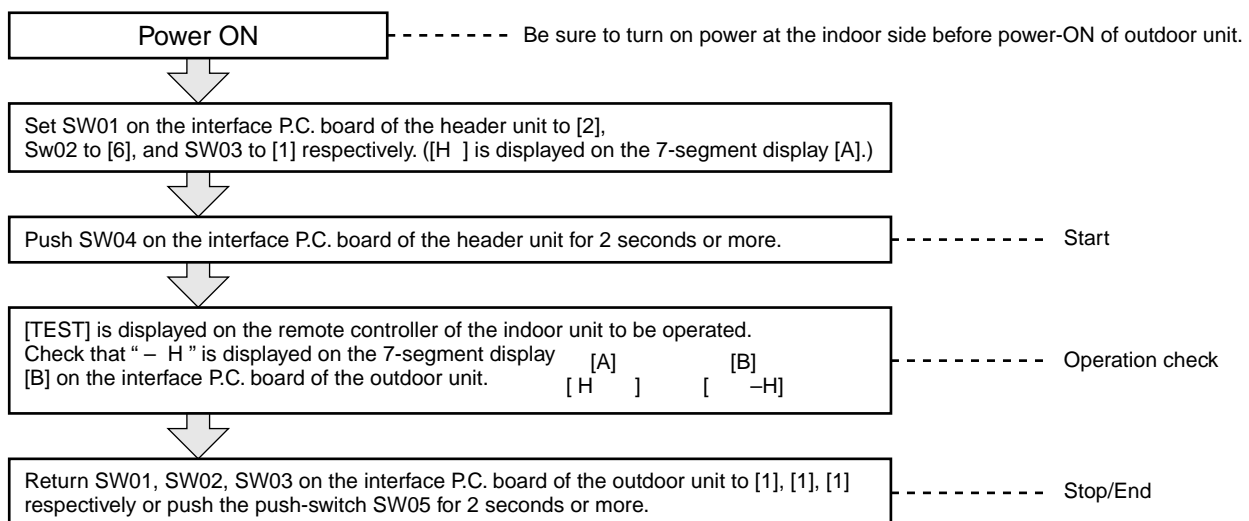 Power ON
Be sure to turn on power at the indoor side before power-ON of outdoor unit.
Set SW01 on the interface P.C. board of the header unit to [2],
Sw02 to [6], and SW03 to [1] respectively. ([H  ] is displayed on the 7-segment display [A].)
Push SW04 on the interface P.C. board of the header unit for 2 seconds or more.
Start
[TEST] is displayed on the remote controller of the indoor unit to be operated.
Check that “ –  H ” is displayed on the 7-segment display
[B] on the interface P.C. board of the outdoor unit.
[A] [B]
[ H    ] [    –H]
Operation check
Return SW01, SW02, SW03 on the interface P.C. board of the outdoor unit to [1], [1], [1]
respectively or push the push-switch SW05 for 2 seconds or more.
Stop/End